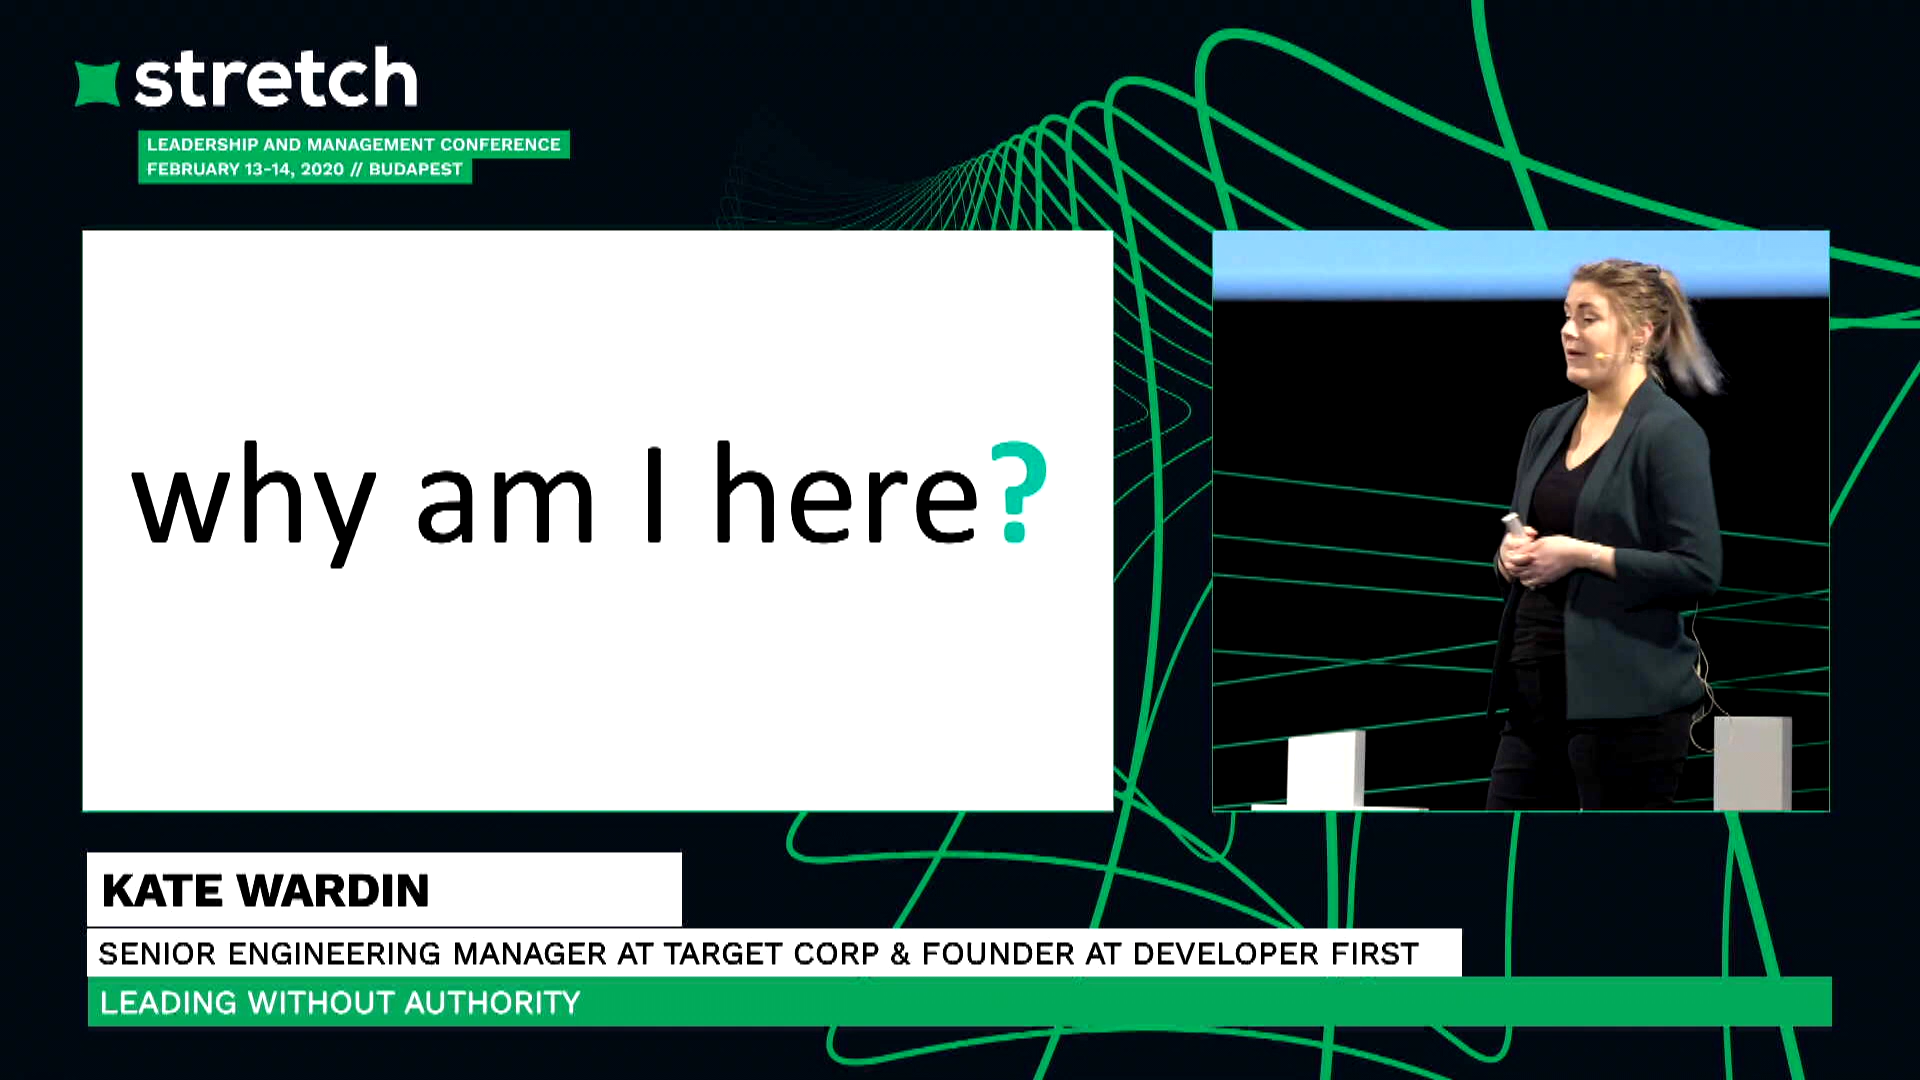 stretch
LEADERSHIP AND MANAGEMENT CONFERENCE
FEBRUARY 13-14, 2020 // BUDAPEST
why am I here?
KATE WARDIN
SENIOR ENGINEERING MANAGER AT TARGET CORP & FOUNDER AT DEVELOPER FIRST
LEADING WITHOUT AUTHORITY